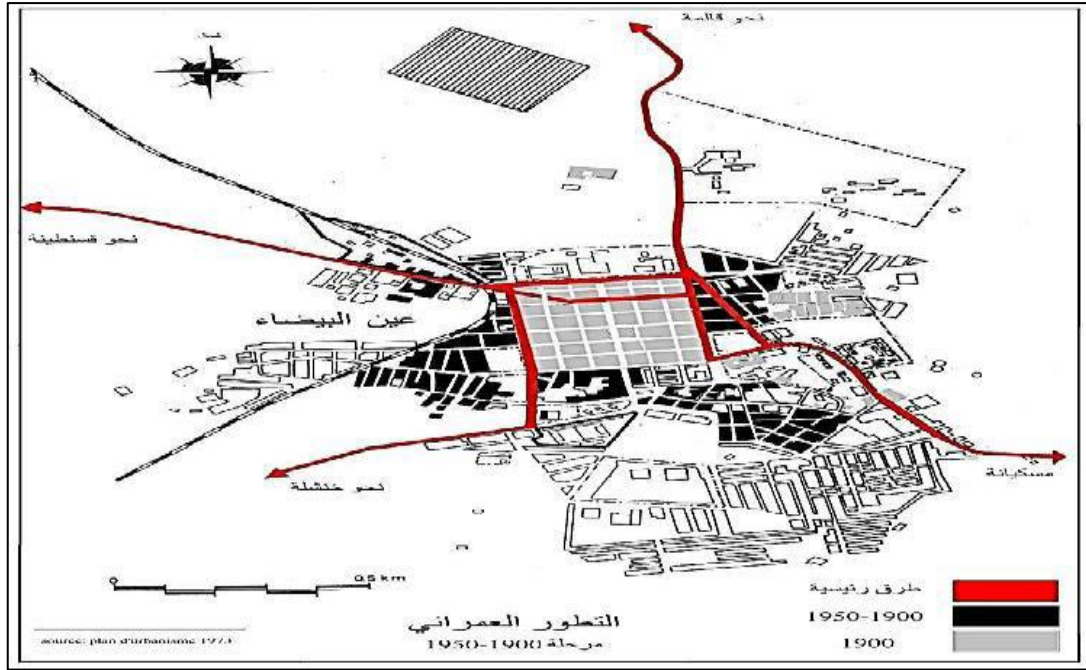 نحو قالمة
نحو قسنطينة
عين البيضاء
مسكيانة
نحو خنشلة
0
0.5 km
طرق رئيسية
التطور العمراني
1950-1900
مرحلة 1900-1950
1900
source: plan d'urbanisme 1973